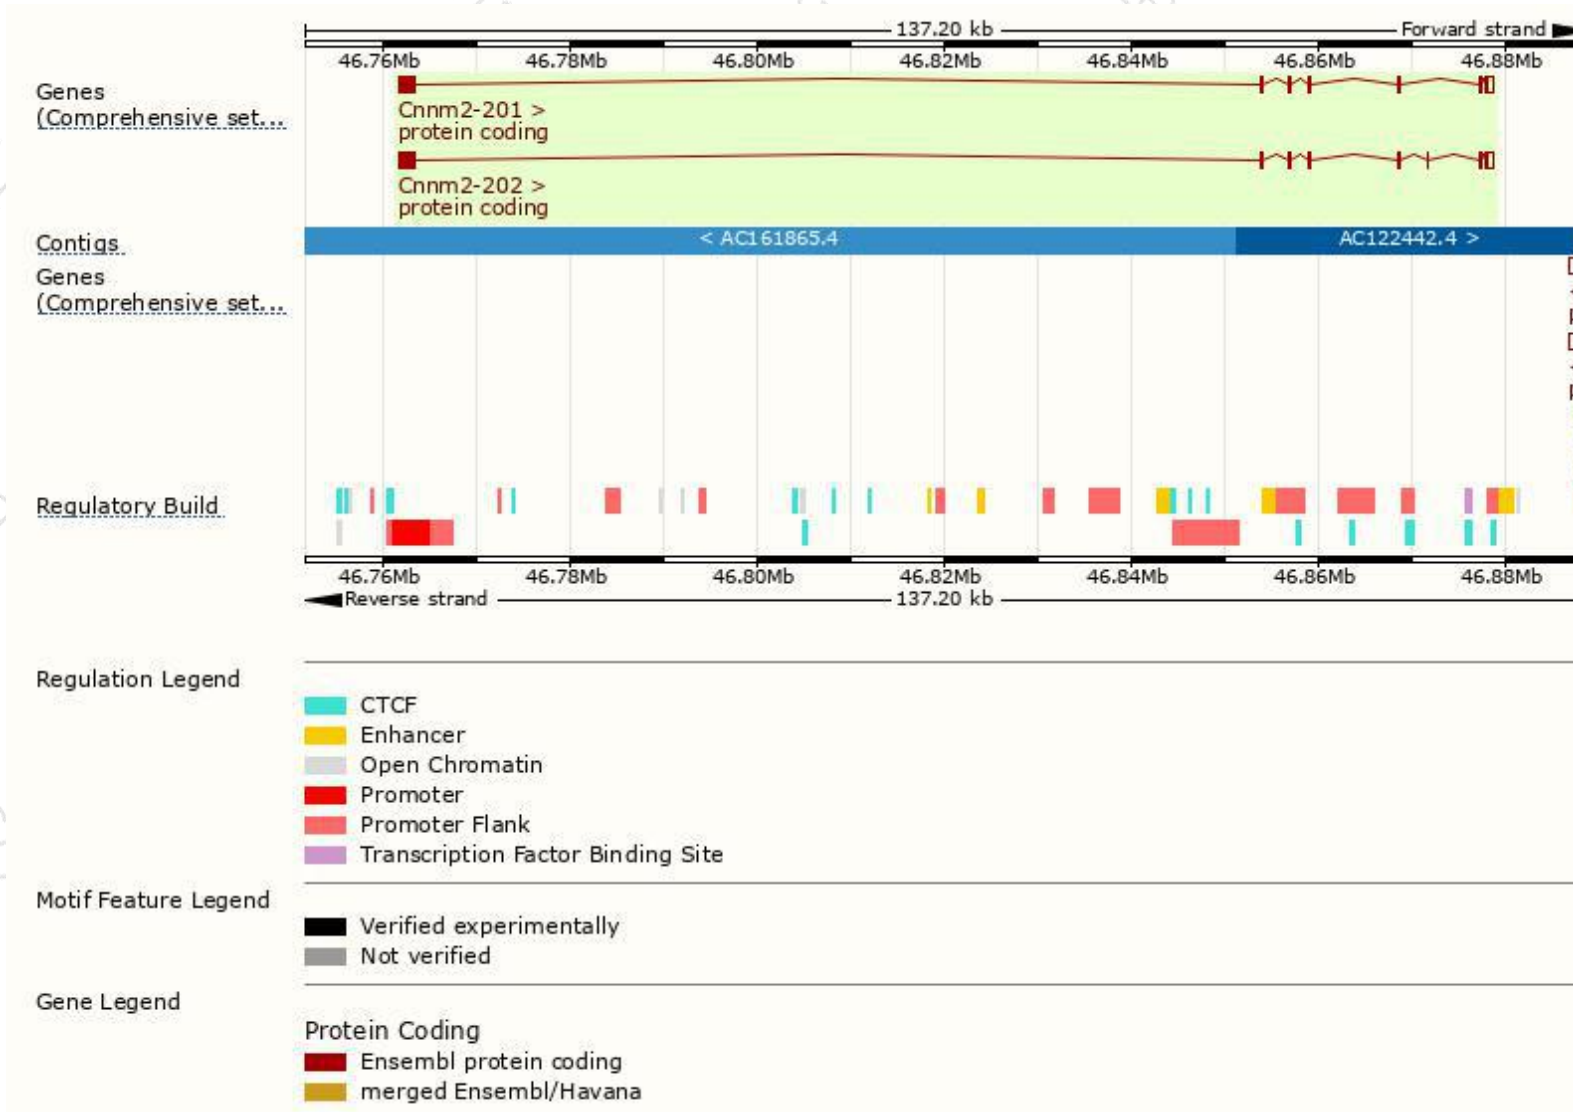 137.20 kb Forward strand
46.76Mb 46.78Mb 46.80Mb 46.82Mb 46.84Mb 46.86Mb 46.88Mb
Genes
(Comprehensive set...
Cnnm2-201 >
protein coding
Cnnm2-202 >
protein coding
Contigs
< AC161865.4 AC122442.4 >
Genes
(Comprehensive set...
Regulatory Build
46.76Mb 46.78Mb 46.80Mb 46.82Mb 46.84Mb 46.86Mb 46.88Mb
Reverse strand 137.20 kb
Regulation Legend
CTCF
Enhancer
Open Chromatin
Promoter
Promoter Flank
Transcription Factor Binding Site
Motif Feature Legend
Verified experimentally
Not verified
Gene Legend
Protein Coding
Ensembl protein coding
merged Ensembl/Havana